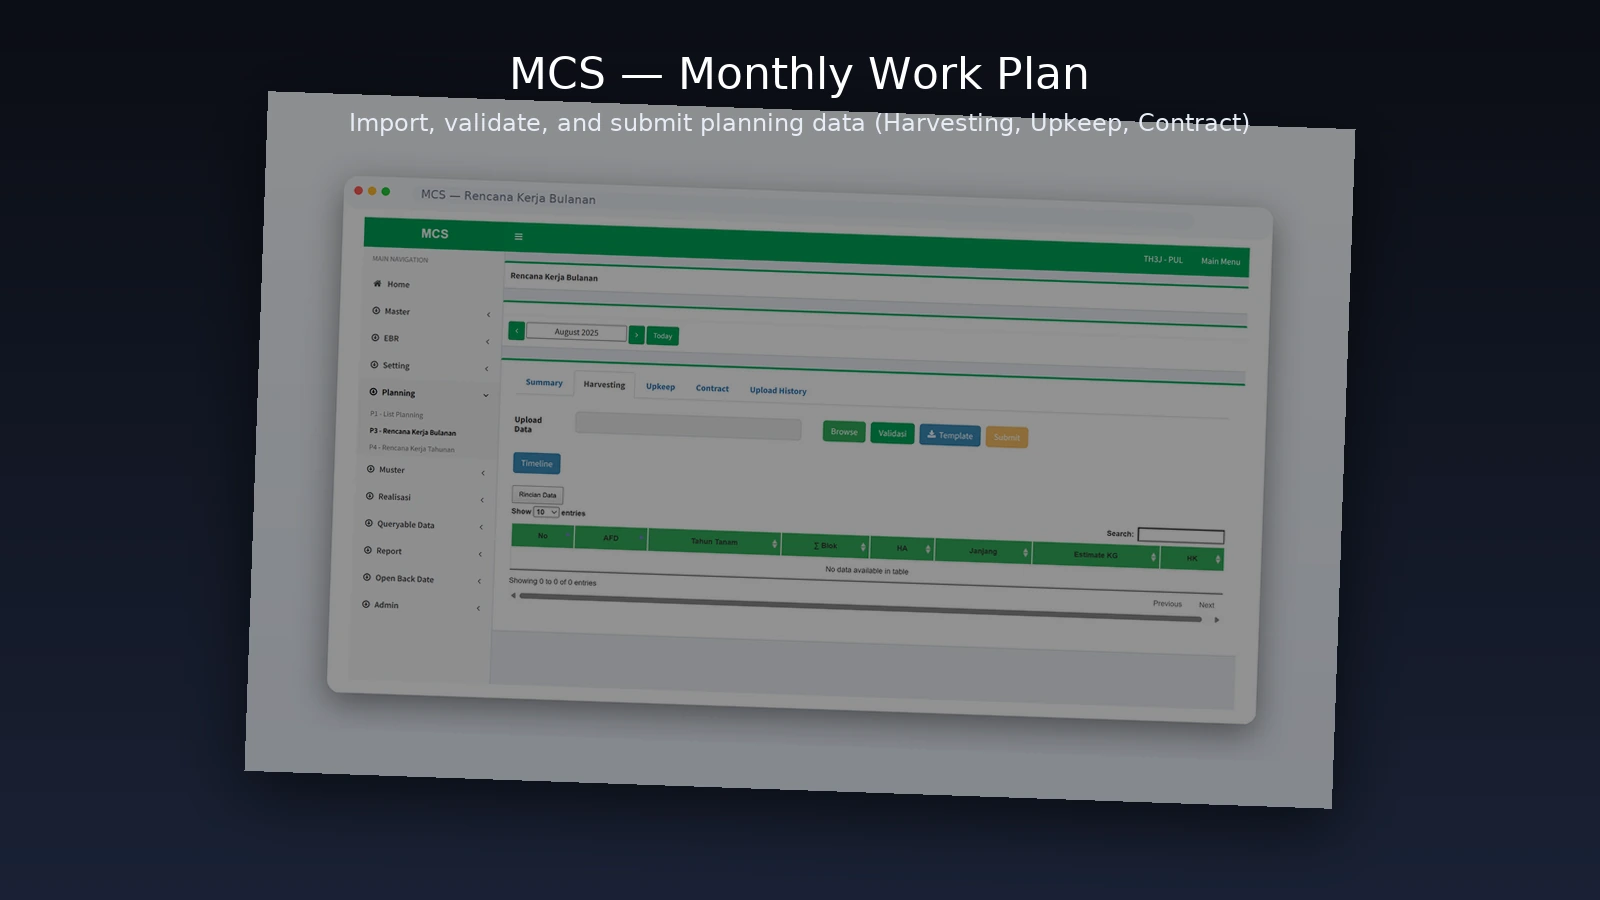 MCS — Monthly Work Plan
Import, validate, and submit planning data (Harvesting, Upkeep, Contract)
MCS — Rencana Kerja Bulanan
MCS
TH3J - PUL Main Menu
MAIN NAVIGATION
Home
Master
EBR
Setting
Planning
P1 - List Planning
P3 - Rencana Kerja Bulanan
P4 - Rencana Kerja Tahunan
Muster
Realisasi
Queryable Data
Report
Open Back Date
Admin
Rencana Kerja Bulanan
August 2025 Today
Summary Harvesting Upkeep Contract Upload History
Upload
Data
Browse Validasi Template Submit
Timeline
Rincian Data
Show 10 entries
Search:
No AFD Tahun Tanam ∑ Blok HA Janjang Estimate KG HK
No data available in table
Showing 0 to 0 of 0 entries
Previous Next